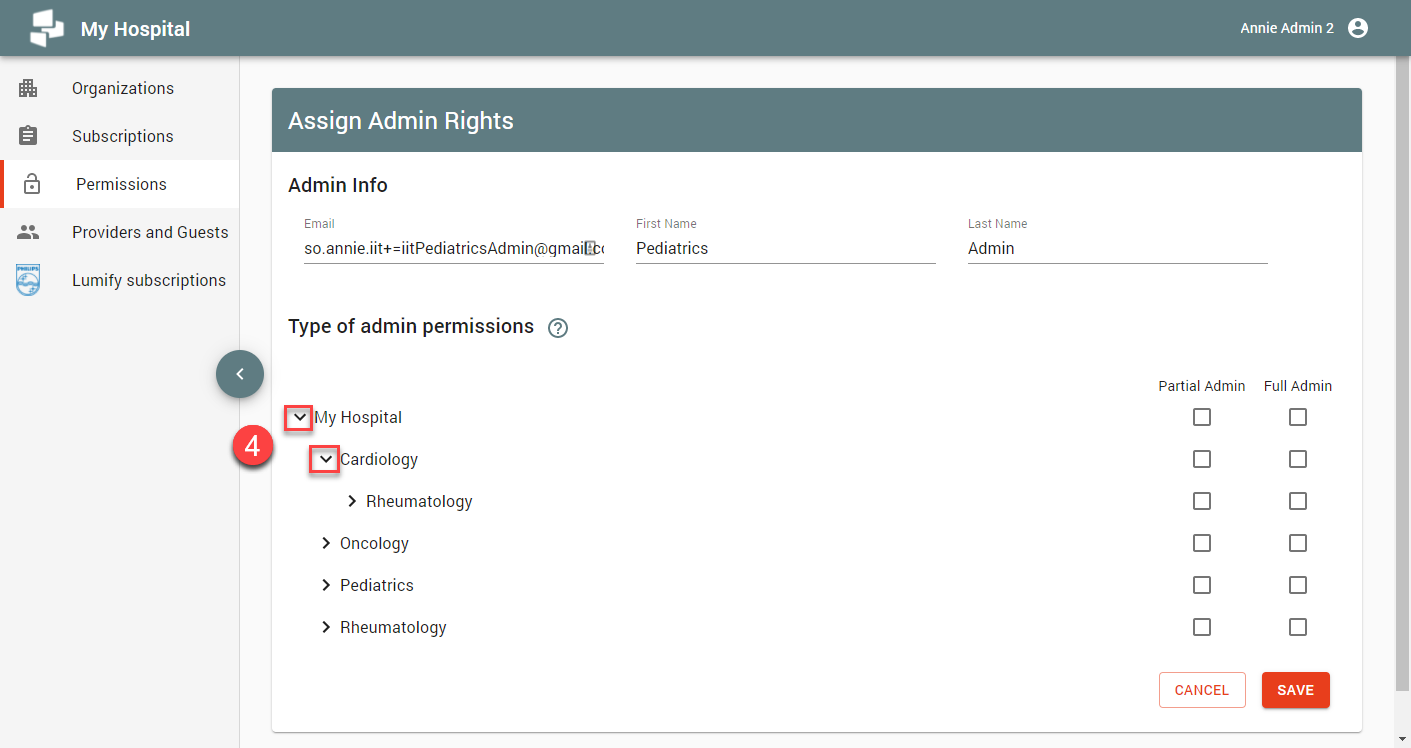 My Hospital
Annie Admin 2
Organizations
Subscriptions
Permissions
Providers and Guests
PHILIPS
Lumify subscriptions
Assign Admin Rights
Admin Info
Email
First Name
Last Name
so.annie.iit+=iitPediatricsAdmin@gmail.co
Pediatrics
Admin
Type of admin permissions ?
Partial Admin
Full Admin
My Hospital
4
Cardiology
Rheumatology
Oncology
Pediatrics
Rheumatology
CANCEL
SAVE